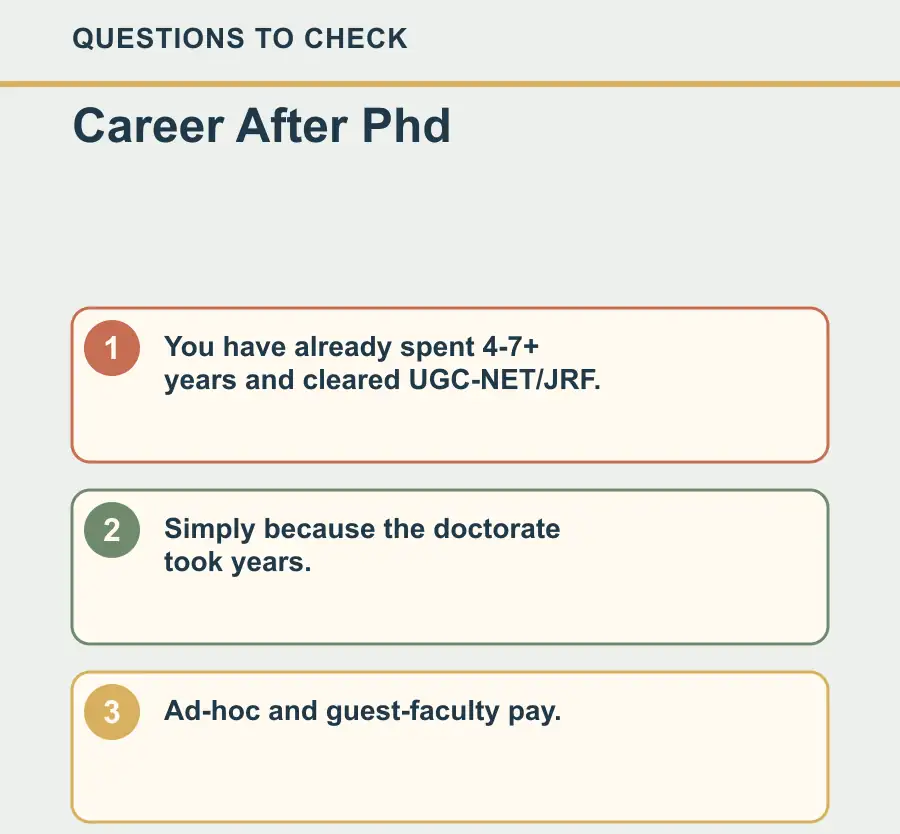 QUESTIONS TO CHECK
Career After Phd
1
You have already spent 4-7+
years and cleared UGC-NET/JRF.
2
Simply because the doctorate
took years.
3
Ad-hoc and guest-faculty pay.